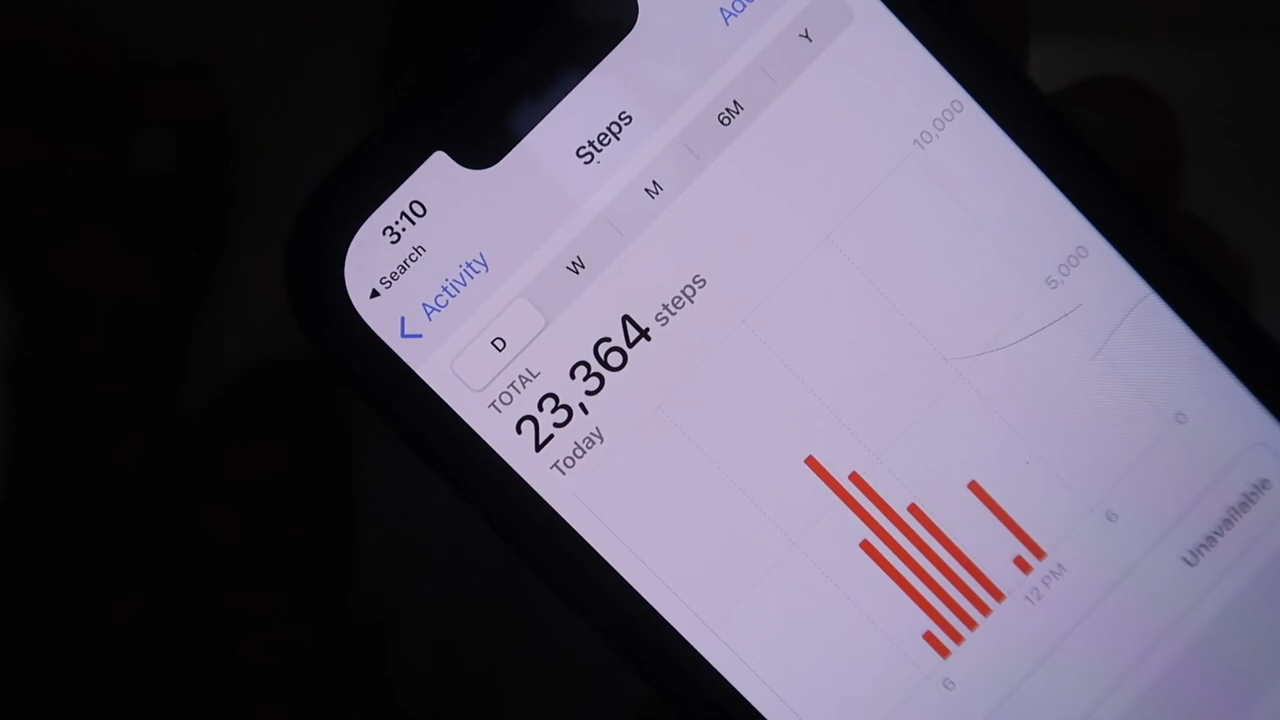 3:10
◀ Search
Activity
Steps
D
W
M
6M
Y
TOTAL
23,364 steps
Today
10,000
5,000
0
6
12 PM
6
Unavailable